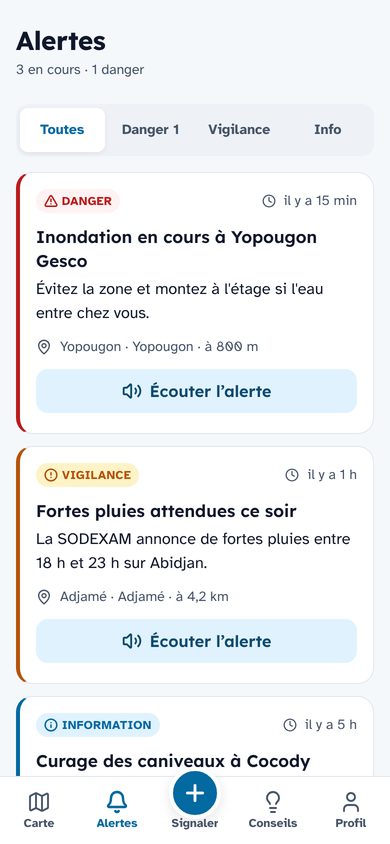 Alertes
3 en cours · 1 danger
Toutes
Danger 1
Vigilance
Info
DANGER
il y a 15 min
Inondation en cours à Yopougon
Gesco
Évitez la zone et montez à l'étage si l'eau
entre chez vous.
Yopougon · Yopougon · à 800 m
Écouter l’alerte
VIGILANCE
il y a 1 h
Fortes pluies attendues ce soir
La SODEXAM annonce de fortes pluies entre
18 h et 23 h sur Abidjan.
Adjamé · Adjamé · à 4,2 km
Écouter l’alerte
INFORMATION
il y a 5 h
Curage des caniveaux à Cocody
Carte
Alertes
Signaler
Conseils
Profil